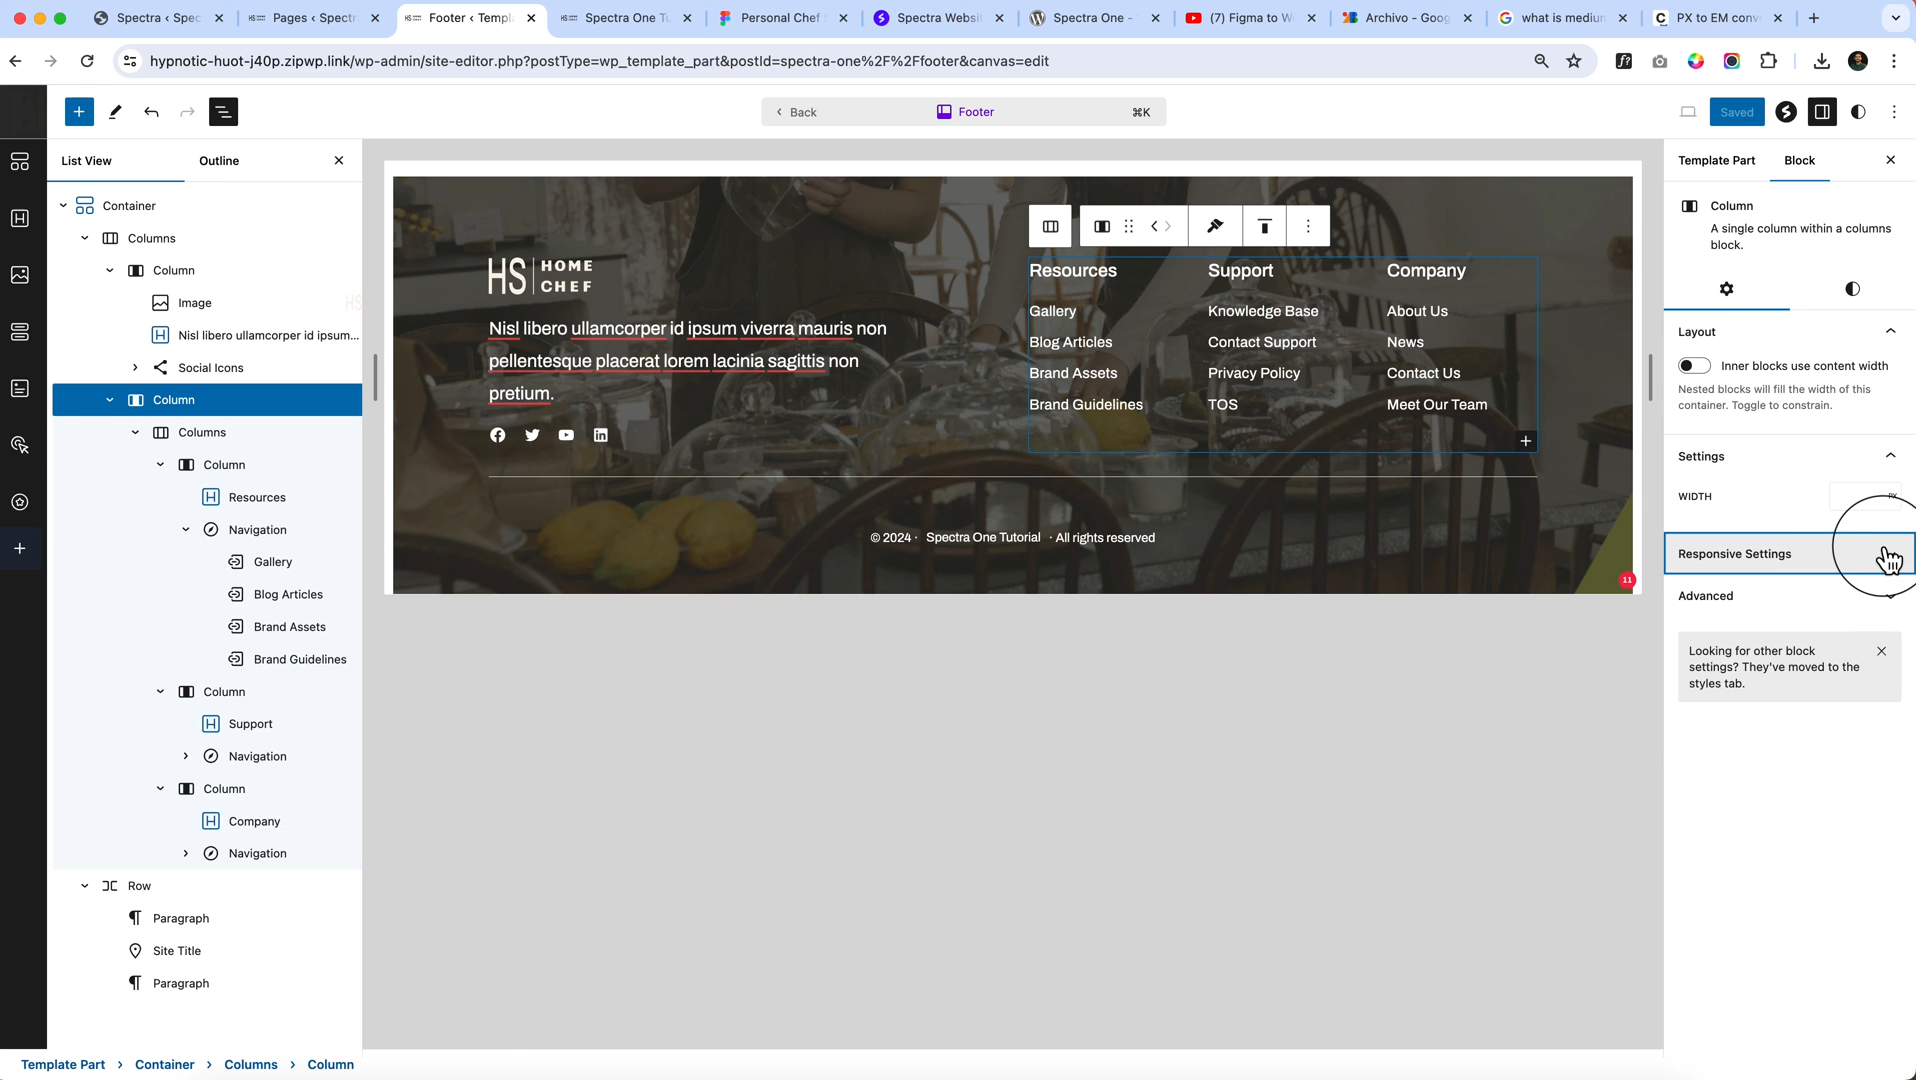 Spectra ‹ Spec
Pages ‹ Spectr
Footer ‹ Templ
Spectra One Tu
Personal Chef
Spectra Websit
Spectra One -
(7) Figma to W
Archivo - Goog
what is mediun
PX to EM conv
hypnotic-huot-j40p.zipwp.link/wp-admin/site-editor.php?postType=wp_template_part&postId=spectra-one%2F%2Ffooter&canvas=edit
Back
Footer
⌘K
Saved
List View
Outline
Container
Columns
Column
Image
Nisl libero ullamcorper id ipsum...
Social Icons
Column
Columns
Column
Resources
Navigation
Gallery
Blog Articles
Brand Assets
Brand Guidelines
Column
Support
Navigation
Column
Company
Navigation
Row
Paragraph
Site Title
Paragraph
HS HOME CHEF
Nisl libero ullamcorper id ipsum viverra mauris non
pellentesque placerat lorem lacinia sagittis non
pretium.
Resources
Gallery
Blog Articles
Brand Assets
Brand Guidelines
Support
Knowledge Base
Contact Support
Privacy Policy
TOS
Company
About Us
News
Contact Us
Meet Our Team
© 2024 · Spectra One Tutorial · All rights reserved
11
Template Part
Block
Column
A single column within a columns
block.
Layout
Inner blocks use content width
Nested blocks will fill the width of this
container. Toggle to constrain.
Settings
WIDTH
PX
Responsive Settings
Advanced
Looking for other block
settings? They've moved to the
styles tab.
Template Part › Container › Columns › Column